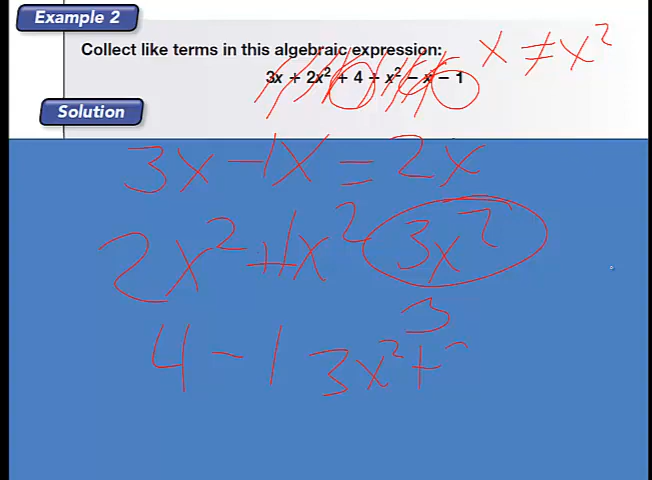 Example 2
x ≠ x²
Collect like terms in this algebraic expression:
3x + 2x² + 4 + x² − x − 1
Solution
3x − 1x = 2x
2x² + 1x² 3x²
3
4 − 1 3x² +